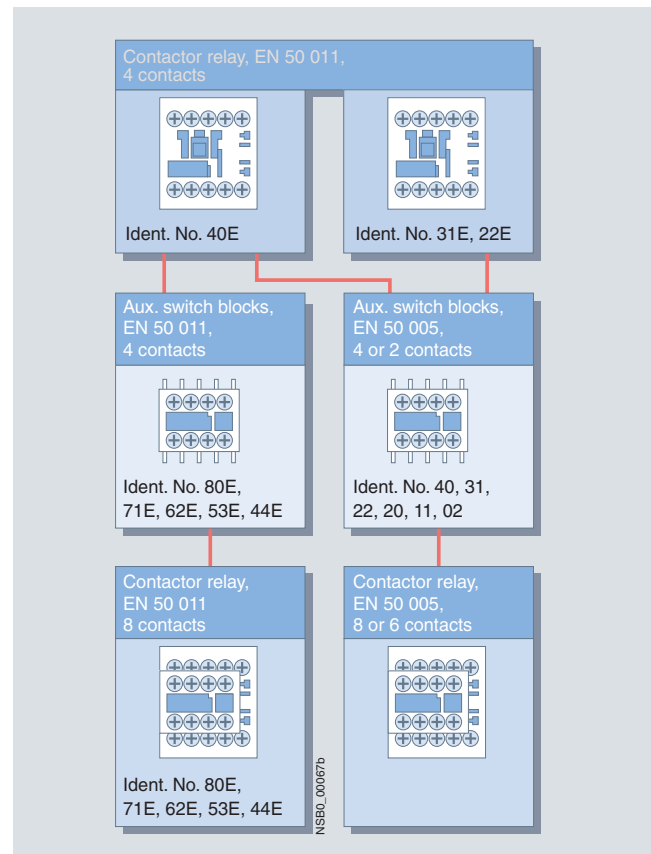 Contactor relay, EN 50 011,
4 contacts
Ident. No. 40E
Ident. No. 31E, 22E
Aux. switch blocks,
EN 50 011,
4 contacts
Ident. No. 80E,
71E, 62E, 53E, 44E
Aux. switch blocks,
EN 50 005,
4 or 2 contacts
Ident. No. 40, 31,
22, 20, 11, 02
Contactor relay,
EN 50 011
8 contacts
Ident. No. 80E,
71E, 62E, 53E, 44E
Contactor relay,
EN 50 005,
8 or 6 contacts
NSB0_00067b